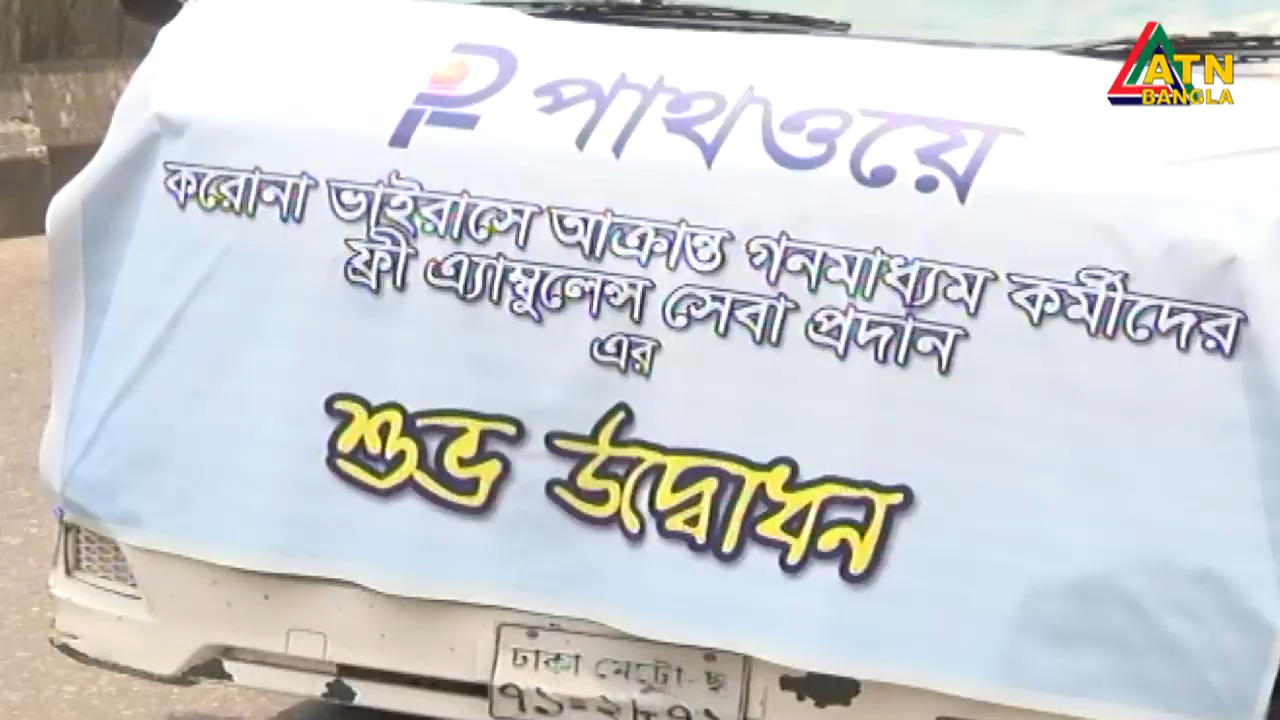 ATN
BANGLA
পাথওয়ে
করোনা ভাইরাসে আক্রান্ত গনমাধ্যম কর্মীদের
ফ্রী এ্যাম্বুলেন্স সেবা প্রদান
এর
শুভ উদ্বোধন
ঢাকা মেট্রো-ছ